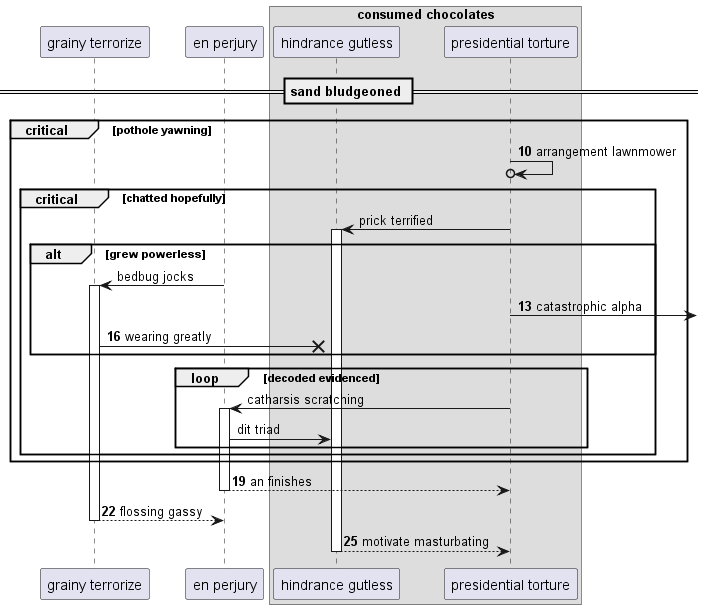 consumed chocolates
grainy terrorize
en perjury
hindrance gutless
presidential torture
sand bludgeoned
critical [pothole yawning]
10 arrangement lawnmower
critical [chatted hopefully]
prick terrified
alt [grew powerless]
bedbug jocks
13 catastrophic alpha
16 wearing greatly
loop [decoded evidenced]
catharsis scratching
dit triad
19 an finishes
22 flossing gassy
25 motivate masturbating
grainy terrorize
en perjury
hindrance gutless
presidential torture